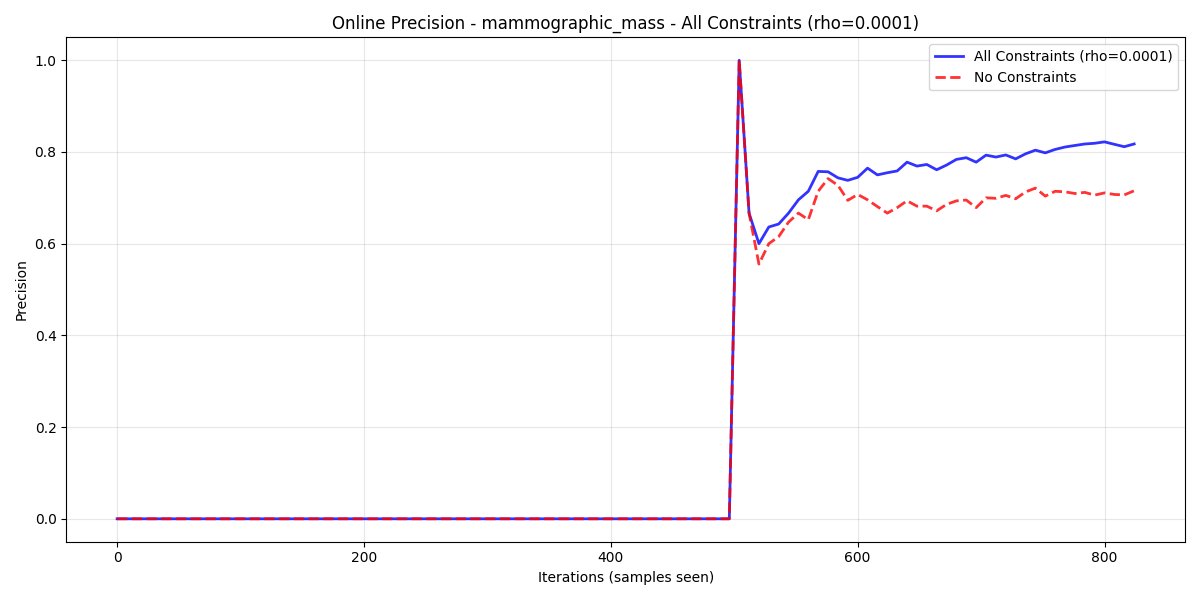 Online Precision - mammographic_mass - All Constraints (rho=0.0001)
All Constraints (rho=0.0001)
No Constraints
Precision
1.0
0.8
0.6
0.4
0.2
0.0
0
200
400
600
800
Iterations (samples seen)